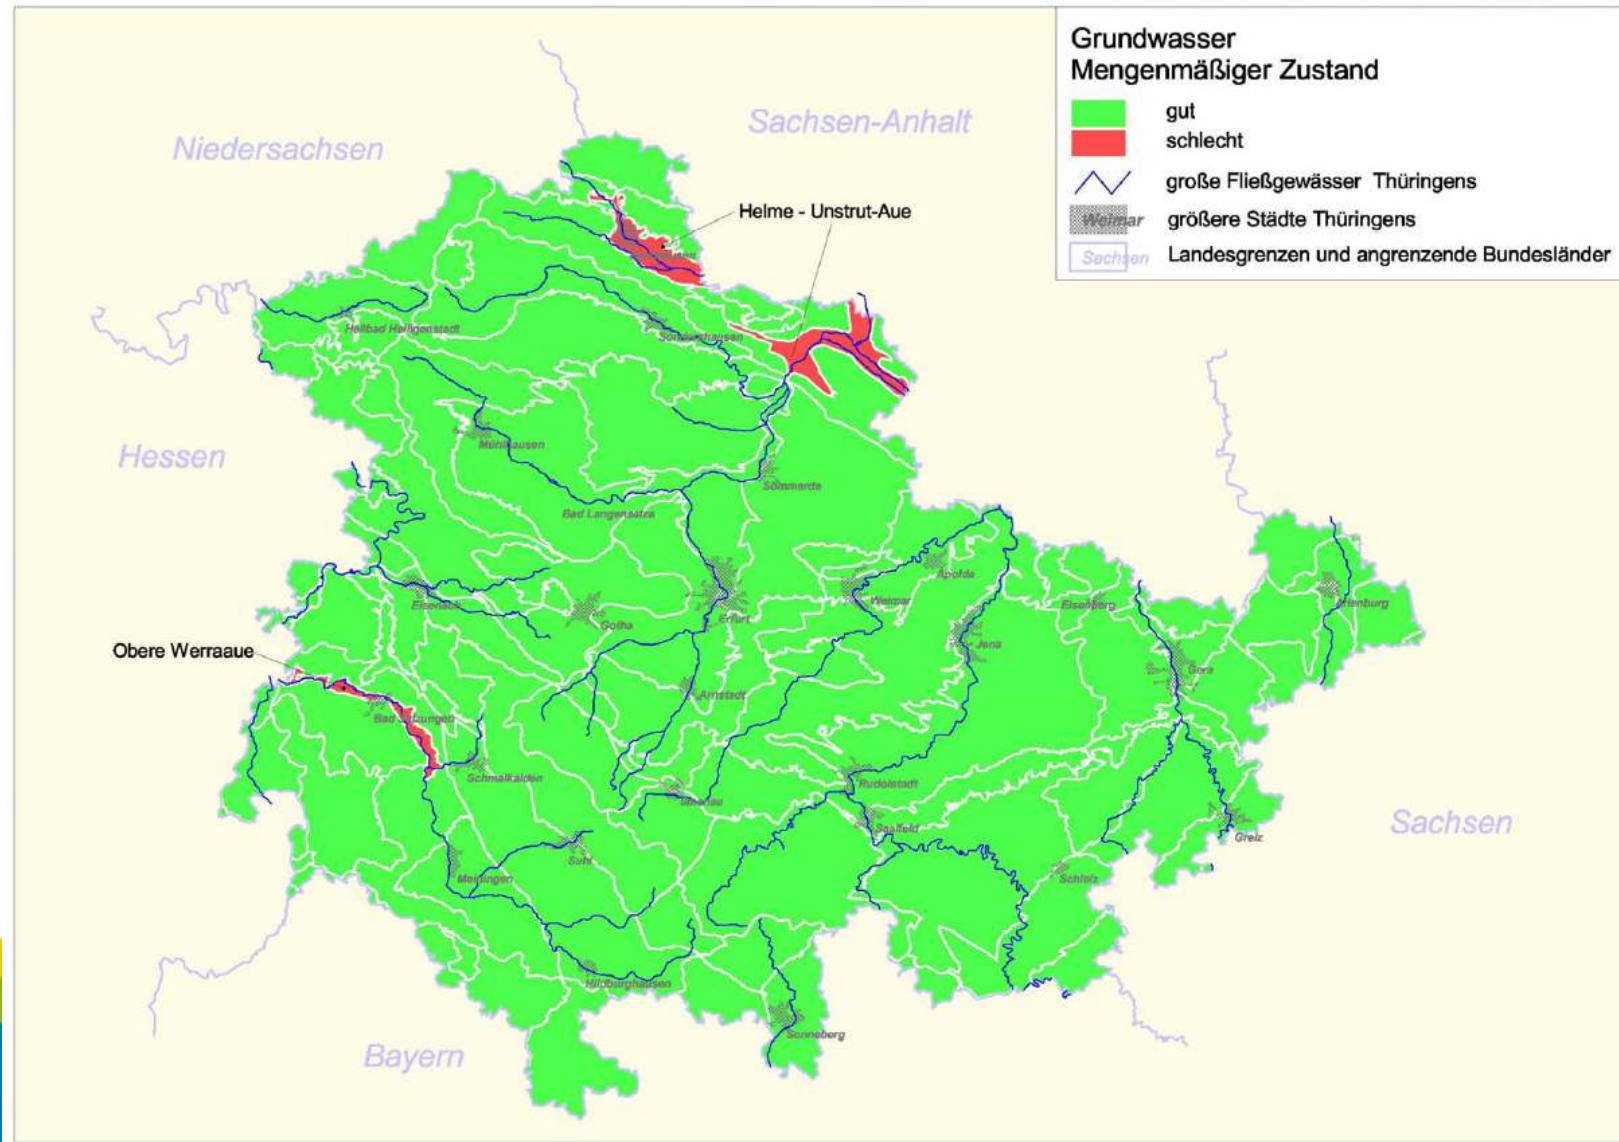 Grundwasser
Mengenmäßiger Zustand
gut
schlecht
große Fließgewässer Thüringens
Weimar größere Städte Thüringens
Sachsen Landesgrenzen und angrenzende Bundesländer
Sachsen-Anhalt
Niedersachsen
Helme - Unstrut-Aue
Heilbad Heiligenstadt
Sondershausen
Hessen
Mühlhausen
Sömmerda
Bad Langensalza
Apolda
Eisenach
Weimar
Eisenberg
Altenburg
Gotha
Erfurt
Jena
Obere Werraaue
Gera
Arnstadt
Bad Salzungen
Schmalkalden
Rudolstadt
Ilmenau
Saalfeld
Sachsen
Greiz
Suhl
Meiningen
Schleiz
Hildburghausen
Sonneberg
Bayern